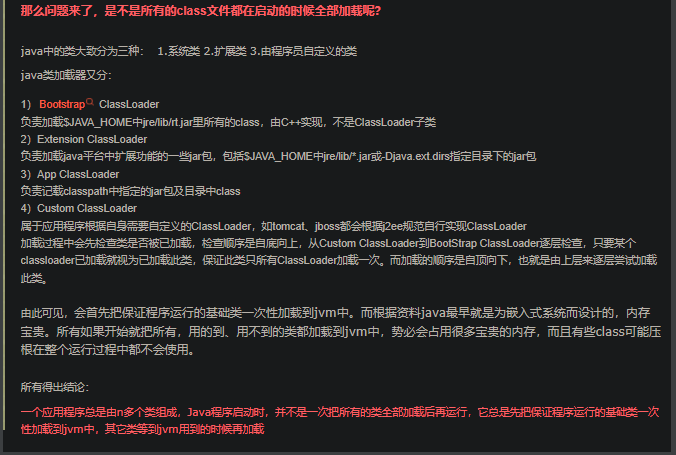 那么问题来了，是不是所有的class文件都在启动的时候全部加载呢?
java中的类大致分为三种： 1.系统类 2.扩展类 3.由程序员自定义的类
java类加载器又分：
1）Bootstrap ClassLoader
负责加载$JAVA_HOME中jre/lib/rt.jar里所有的class，由C++实现，不是ClassLoader子类
2）Extension ClassLoader
负责加载java平台中扩展功能的一些jar包，包括$JAVA_HOME中jre/lib/*.jar或-Djava.ext.dirs指定目录下的jar包
3）App ClassLoader
负责记载classpath中指定的jar包及目录中class
4）Custom ClassLoader
属于应用程序根据自身需要自定义的ClassLoader，如tomcat、jboss都会根据j2ee规范自行实现ClassLoader
加载过程中会先检查类是否被已加载，检查顺序是自底向上，从Custom ClassLoader到BootStrap ClassLoader逐层检查，只要某个
classloader已加载就视为已加载此类，保证此类只所有ClassLoader加载一次。而加载的顺序是自顶向下，也就是由上层来逐层尝试加载
此类。
由此可见，会首先把保证程序运行的基础类一次性加载到jvm中。而根据资料java最早就是为嵌入式系统而设计的，内存
宝贵。所有如果开始就把所有，用的到、用不到的类都加载到jvm中，势必会占用很多宝贵的内存，而且有些class可能压
根在整个运行过程中都不会使用。
所有得出结论：
一个应用程序总是由n多个类组成，Java程序启动时，并不是一次把所有的类全部加载后再运行，它总是先把保证程序运行的基础类一次
性加载到jvm中，其它类等到jvm用到的时候再加载